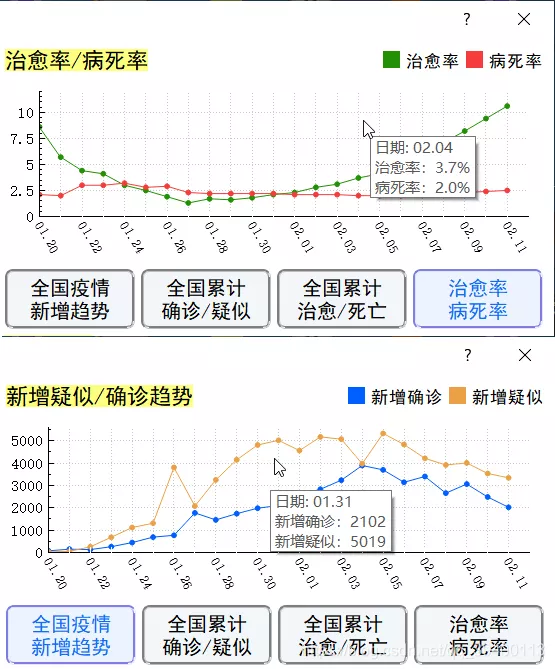 ?
治愈率/病死率
治愈率 病死率
10
7.5
5
2.5
0
日期: 02.04
治愈率: 3.7%
病死率: 2.0%
01.20 01.22 01.24 01.26 01.28 01.30 02.01 02.03 02.05 02.07 02.09 02.11
全国疫情 全国累计 全国累计 治愈率
新增趋势 确诊/疑似 治愈/死亡 病死率
?
新增疑似/确诊趋势
新增确诊 新增疑似
5000
4000
3000
2000
1000
0
日期: 01.31
新增确诊: 2102
新增疑似: 5019
01.20 01.22 01.24 01.26 01.28 01.30 02.01 02.03 02.05 02.07 02.09 02.11
全国疫情 全国累计 全国累计 治愈率
新增趋势 确诊/疑似 治愈/死亡 病死率